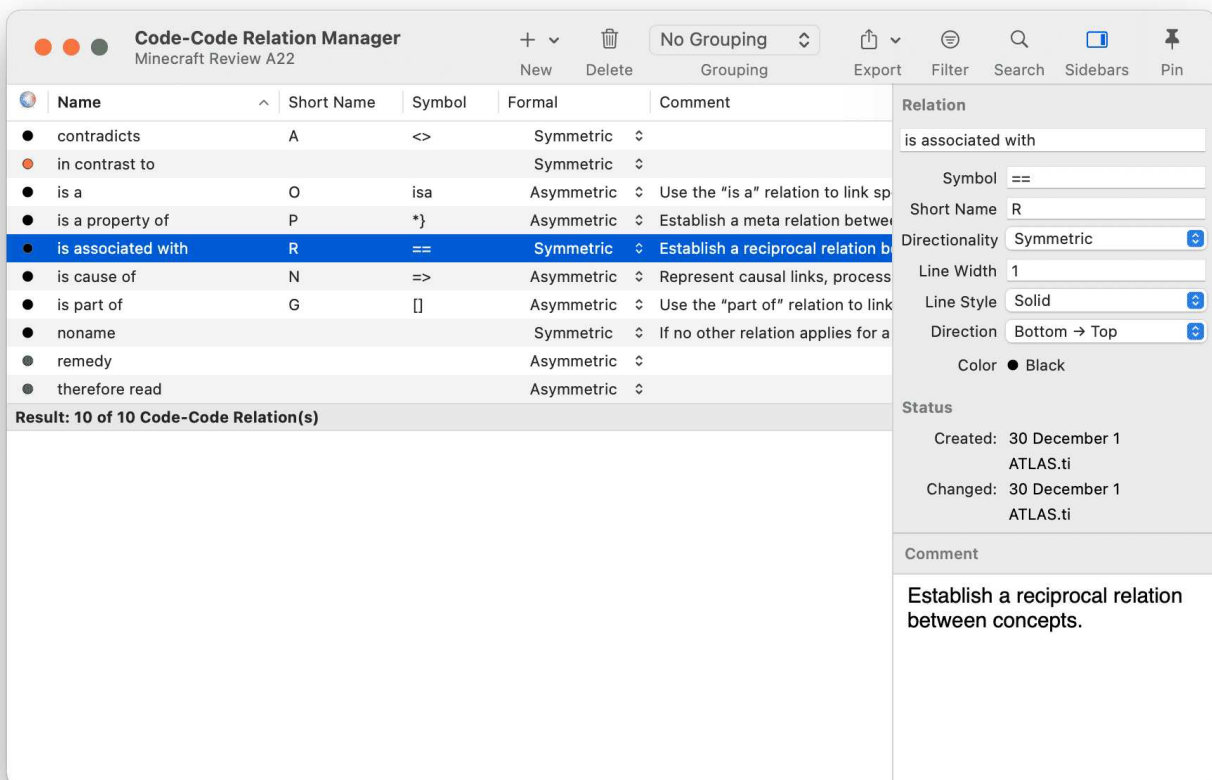 Code-Code Relation Manager
Minecraft Review A22
New Delete No Grouping Grouping Export Filter Search Sidebars Pin
Name Short Name Symbol Formal Comment
contradicts A <> Symmetric
in contrast to Symmetric
is a O isa Asymmetric Use the “is a” relation to link sp
is a property of P *} Asymmetric Establish a meta relation betwee
is associated with R == Symmetric Establish a reciprocal relation b
is cause of N => Asymmetric Represent causal links, process
is part of G [] Asymmetric Use the “part of” relation to link
noname Symmetric If no other relation applies for a
remedy Asymmetric
therefore read Asymmetric
Result: 10 of 10 Code-Code Relation(s)
Relation
is associated with
Symbol ==
Short Name R
Directionality Symmetric
Line Width 1
Line Style Solid
Direction Bottom → Top
Color Black
Status
Created: 30 December 1
ATLAS.ti
Changed: 30 December 1
ATLAS.ti
Comment
Establish a reciprocal relation
between concepts.